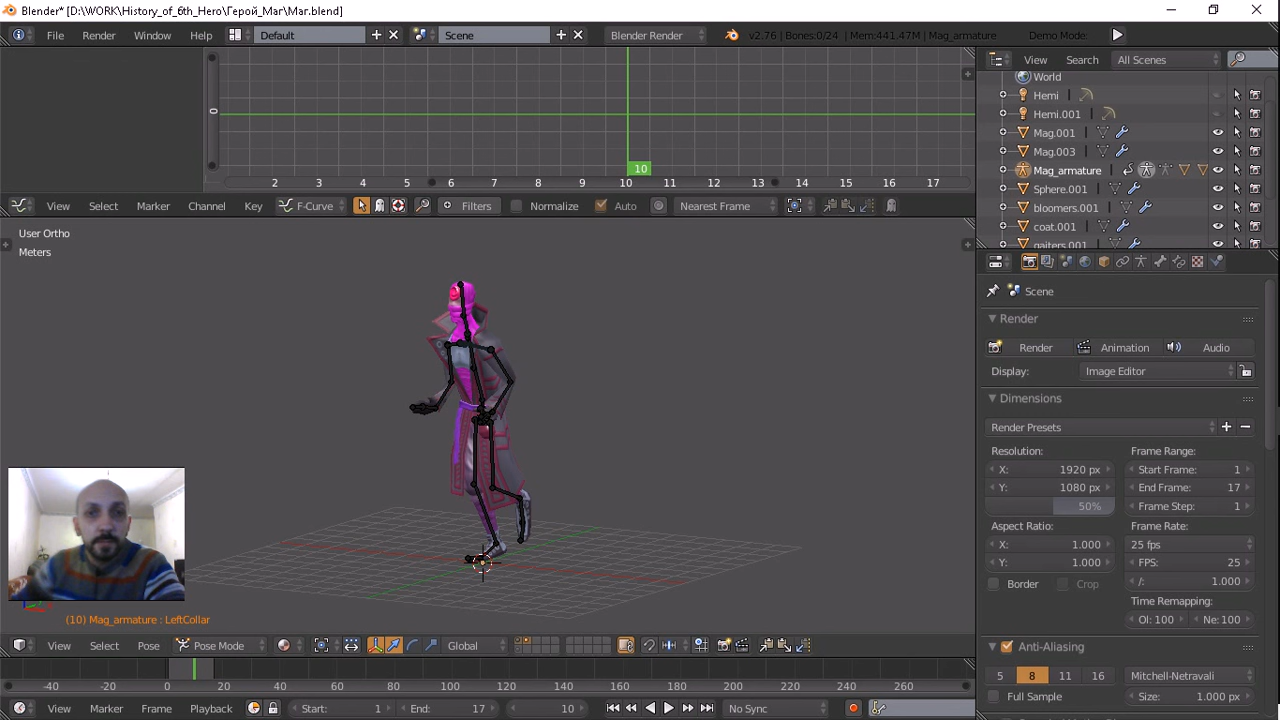 Blender* [D:\WORK\History_of_6th_Hero\Герой_Маг\Маг.blend]
File Render Window Help Default Scene Blender Render v2.76 | Bones:0/24 | Mem:441.47M | Mag_armature Demo Mode:
View Search All Scenes
World
Hemi
Hemi.001
Mag.001
Mag.003
Mag_armature
Sphere.001
bloomers.001
coat.001
gaiters.001
0
10
2 3 4 5 6 7 8 9 10 11 12 13 14 15 16 17
View Select Marker Channel Key F-Curve Filters Normalize Auto Nearest Frame
User Ortho
Meters
(10) Mag_armature : LeftCollar
View Select Pose Pose Mode Global
-40 -20 0 20 40 60 80 100 120 140 160 180 200 220 240 260
View Marker Frame Playback Start: 1 End: 17 10 No Sync
Scene
Render
Render Animation Audio
Display: Image Editor
Dimensions
Render Presets
Resolution: Frame Range:
X: 1920 px Start Frame: 1
Y: 1080 px End Frame: 17
50% Frame Step: 1
Aspect Ratio: Frame Rate:
X: 1.000 25 fps
Y: 1.000 FPS: 25
Border Crop /: 1.000
Time Remapping:
Ol: 100 Ne: 100
Anti-Aliasing
5 8 11 16 Mitchell-Netravali
Full Sample Size: 1.000 px